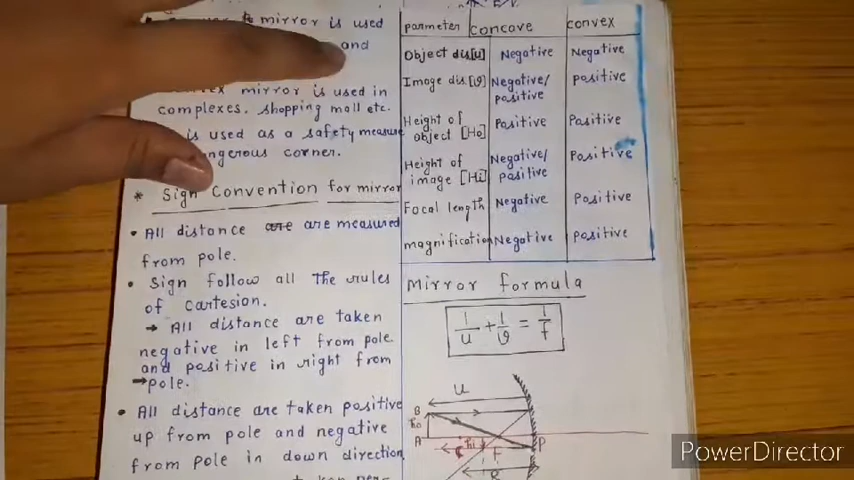 mirror is used
and
mirror is used in
complexes, shopping mall etc.
is used as a safety measure
dangerous corner.
* Sign Convention for mirror
• All distance are are measured
from pole.
• Sign follow all the rules
of cartesion.
→ All distance are taken
negative in left from pole.
and positive in right from
→ pole.
• All distance are taken positive
up from pole and negative
from pole in down direction
parmeter concave convex
Object dis[u] Negative Negative
Image dis.[v] Negative/ positive
positive
Height of Positive Positive
object [Ho]
Height of Negative/ Positive
image [Hi] positive
Focal length Negative Positive
magnification Negative Positive
Mirror formula
1/u + 1/v = 1/f
u
B
ho
A C hi F P
R
PowerDirector